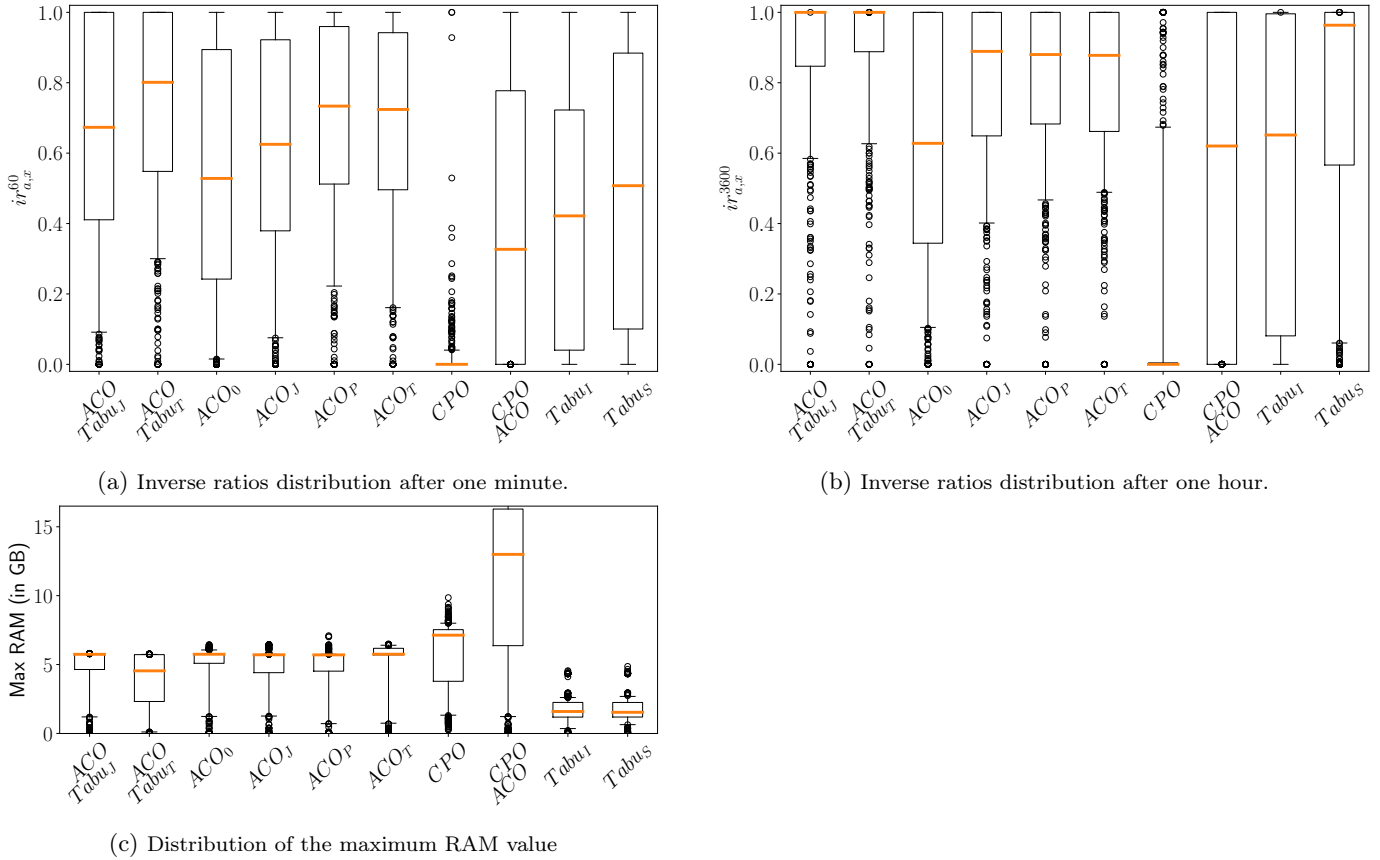 1.0
0.8
0.6
0.4
0.2
0.0
ir^{60}_{a,x}
ACO Tabu_J
ACO Tabu_T
ACO_0
ACO_J
ACO_P
ACO_T
CPO
CPO ACO
Tabu_I
Tabu_S
(a) Inverse ratios distribution after one minute.
1.0
0.8
0.6
0.4
0.2
0.0
ir^{3600}_{a,x}
ACO Tabu_J
ACO Tabu_T
ACO_0
ACO_J
ACO_P
ACO_T
CPO
CPO ACO
Tabu_I
Tabu_S
(b) Inverse ratios distribution after one hour.
15
10
5
0
Max RAM (in GB)
ACO Tabu_J
ACO Tabu_T
ACO_0
ACO_J
ACO_P
ACO_T
CPO
CPO ACO
Tabu_I
Tabu_S
(c) Distribution of the maximum RAM value